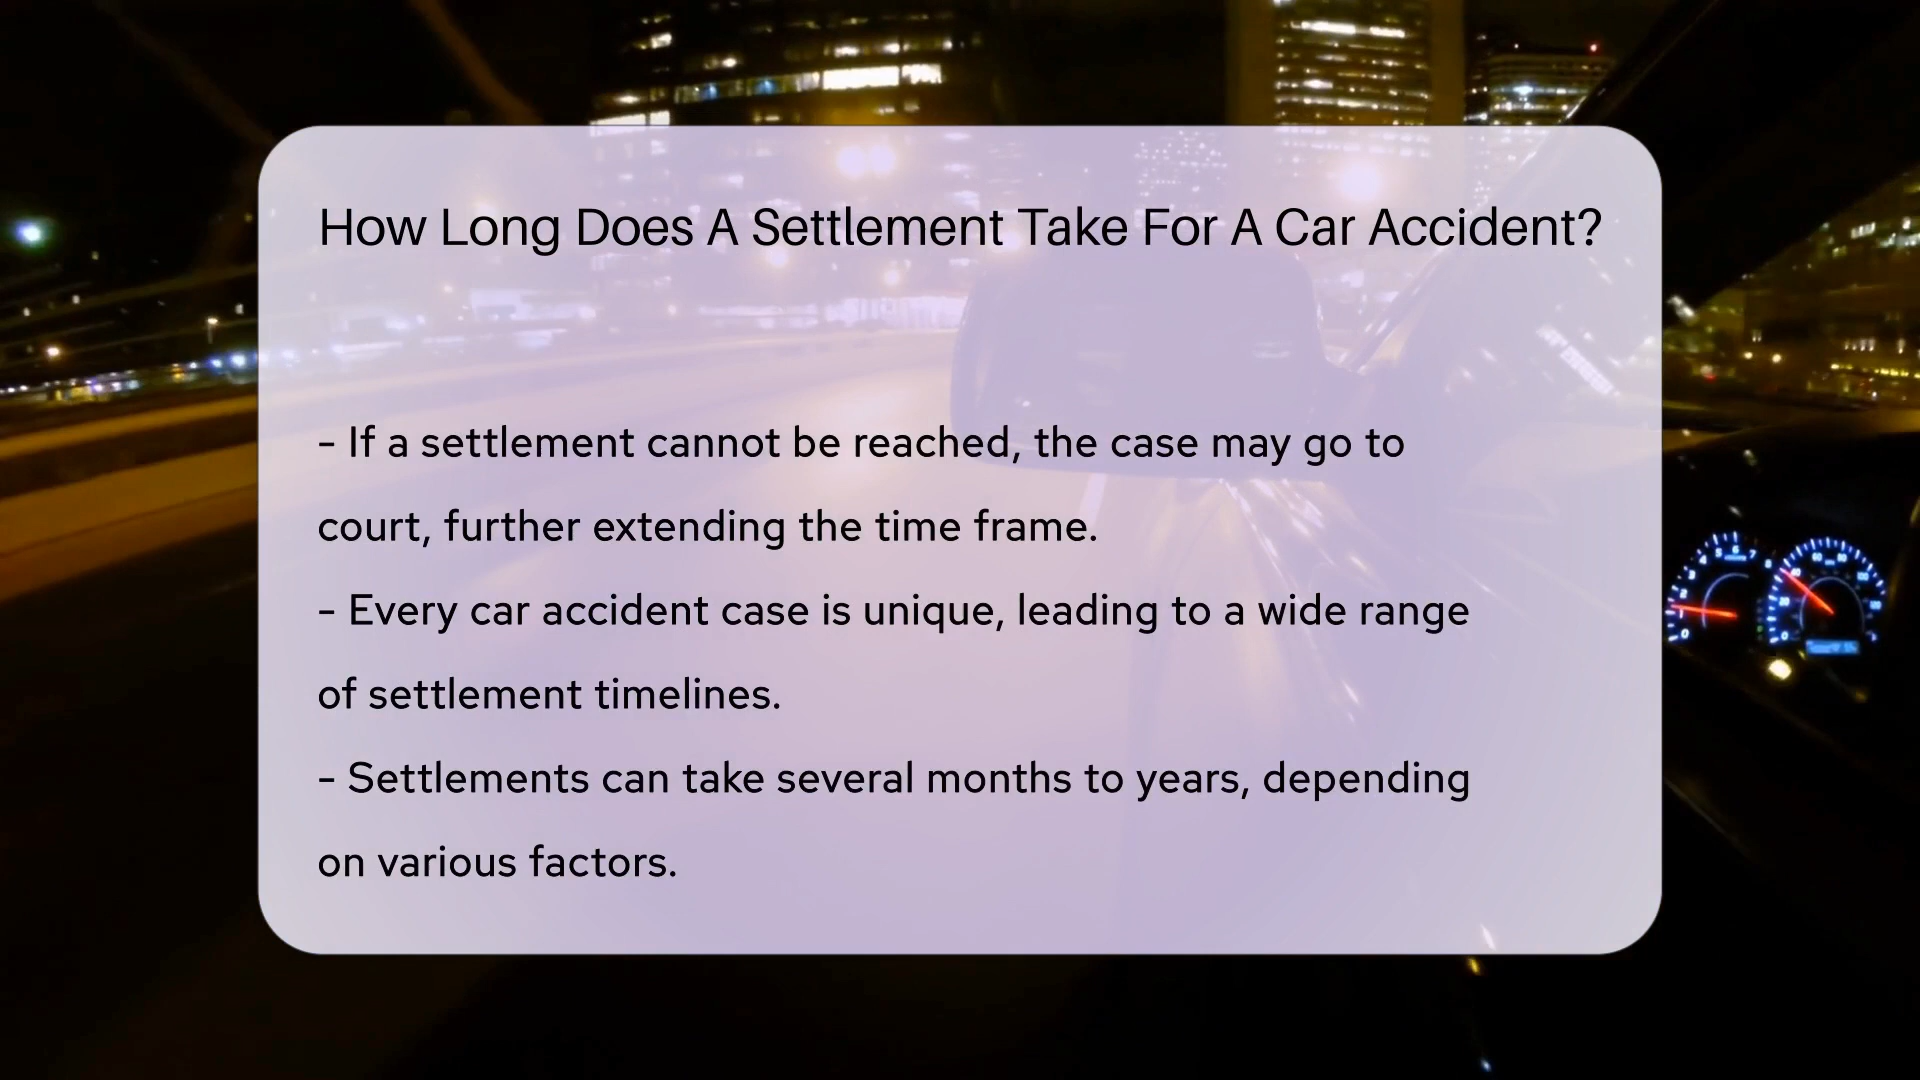 How Long Does A Settlement Take For A Car Accident?
- If a settlement cannot be reached, the case may go to
court, further extending the time frame.
- Every car accident case is unique, leading to a wide range
of settlement timelines.
- Settlements can take several months to years, depending
on various factors.